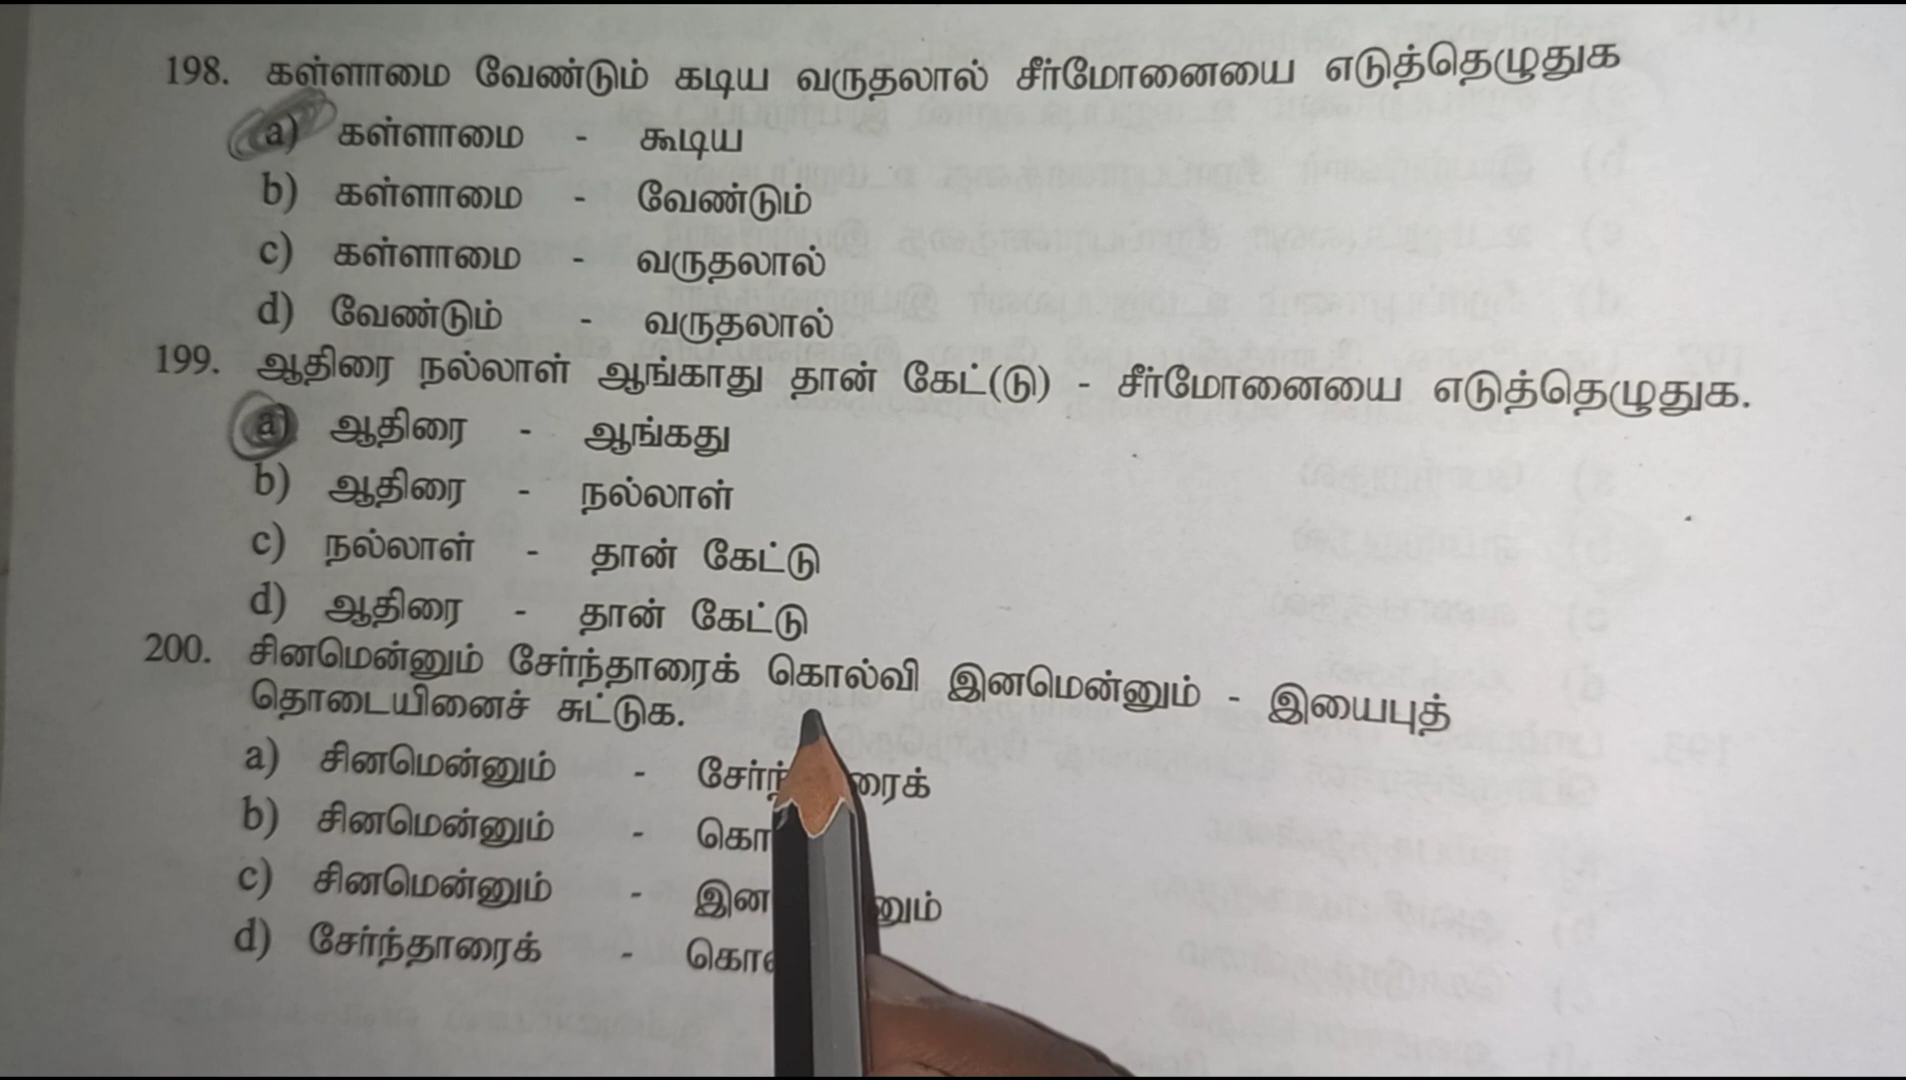 198. கள்ளாமை வேண்டும் கடிய வருதலால் சீர்மோனையை எடுத்தெழுதுக
a) கள்ளாமை - கூடிய
b) கள்ளாமை - வேண்டும்
c) கள்ளாமை - வருதலால்
d) வேண்டும் - வருதலால்
199. ஆதிரை நல்லாள் ஆங்காது தான் கேட்(டு) - சீர்மோனையை எடுத்தெழுதுக.
a) ஆதிரை - ஆங்கது
b) ஆதிரை - நல்லாள்
c) நல்லாள் - தான் கேட்டு
d) ஆதிரை - தான் கேட்டு
200. சினமென்னும் சேர்ந்தாரைக் கொல்வி இனமென்னும் - இயைபுத்
தொடையினைச் சுட்டுக.
a) சினமென்னும் -
b) சினமென்னும் -
c) சினமென்னும் -
d) சேர்ந்தாரைக் -